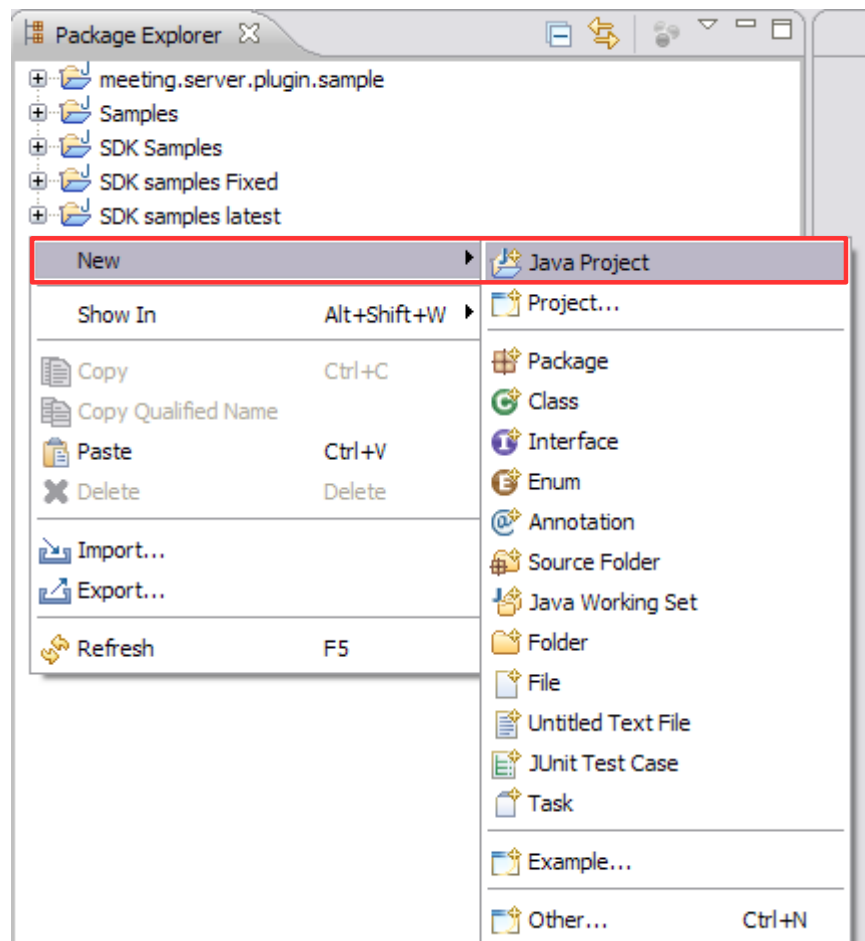 Package Explorer
meeting.server.plugin.sample
Samples
SDK Samples
SDK samples Fixed
SDK samples latest
New
Show In Alt+Shift+W
Copy Ctrl+C
Copy Qualified Name
Paste Ctrl+V
Delete Delete
Import...
Export...
Refresh F5
Java Project
Project...
Package
Class
Interface
Enum
Annotation
Source Folder
Java Working Set
Folder
File
Untitled Text File
JUnit Test Case
Task
Example...
Other... Ctrl+N